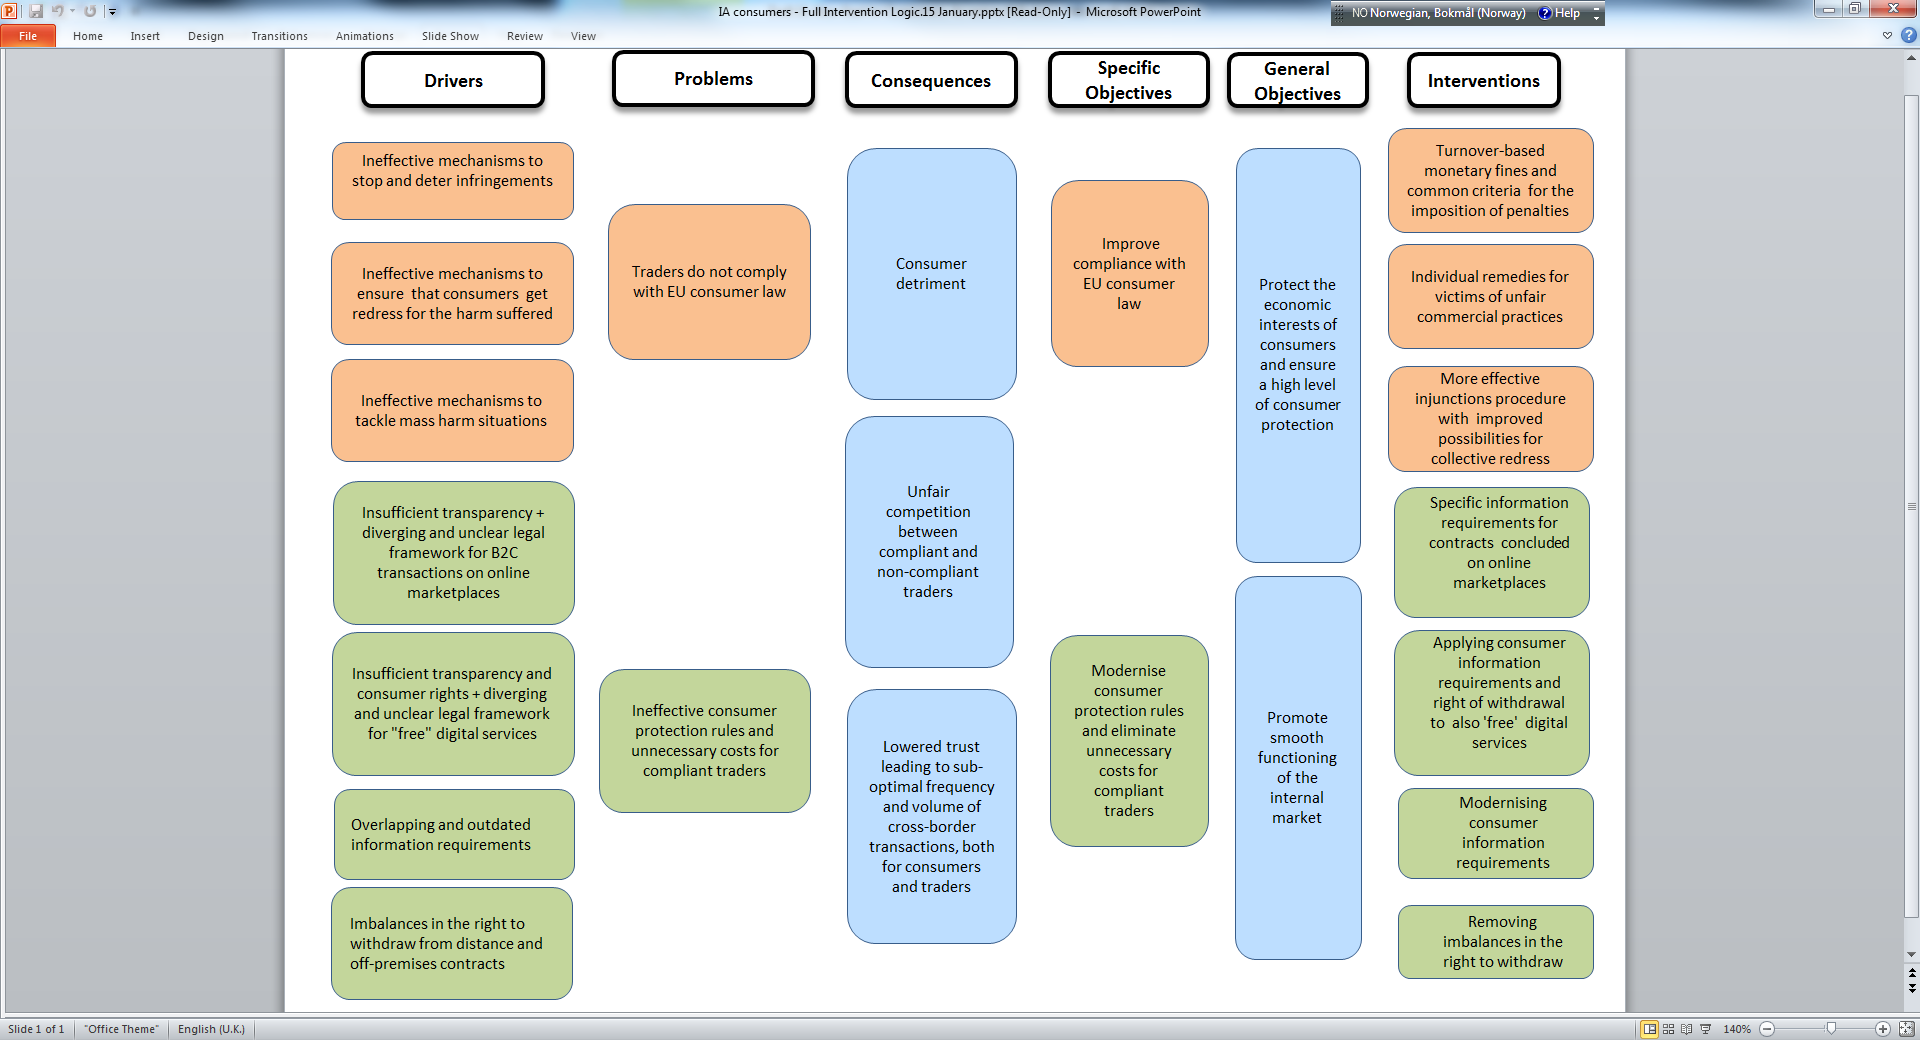 IA consumers - Full Intervention Logic.15 January.pptx [Read-Only] - Microsoft PowerPoint
NO Norwegian, Bokmål (Norway)
Help
File
Home
Insert
Design
Transitions
Animations
Slide Show
Review
View
Drivers
Problems
Consequences
Specific
Objectives
General
Objectives
Interventions
Ineffective mechanisms to
stop and deter infringements
Ineffective mechanisms to
ensure that consumers get
redress for the harm suffered
Ineffective mechanisms to
tackle mass harm situations
Insufficient transparency +
diverging and unclear legal
framework for B2C
transactions on online
marketplaces
Insufficient transparency and
consumer rights + diverging
and unclear legal framework
for "free" digital services
Overlapping and outdated
information requirements
Imbalances in the right to
withdraw from distance and
off-premises contracts
Traders do not comply
with EU consumer law
Ineffective consumer
protection rules and
unnecessary costs for
compliant traders
Consumer
detriment
Unfair
competition
between
compliant and
non-compliant
traders
Lowered trust
leading to sub-
optimal frequency
and volume of
cross-border
transactions, both
for consumers
and traders
Improve
compliance with
EU consumer
law
Modernise
consumer
protection rules
and eliminate
unnecessary
costs for
compliant
traders
Protect the
economic
interests of
consumers
and ensure
a high level
of consumer
protection
Promote
smooth
functioning
of the
internal
market
Turnover-based
monetary fines and
common criteria for the
imposition of penalties
Individual remedies for
victims of unfair
commercial practices
More effective
injunctions procedure
with improved
possibilities for
collective redress
Specific information
requirements for
contracts concluded
on online
marketplaces
Applying consumer
information
requirements and
right of withdrawal
to also 'free' digital
services
Modernising
consumer
information
requirements
Removing
imbalances in the
right to withdraw
Slide 1 of 1
"Office Theme"
English (U.K.)
140%